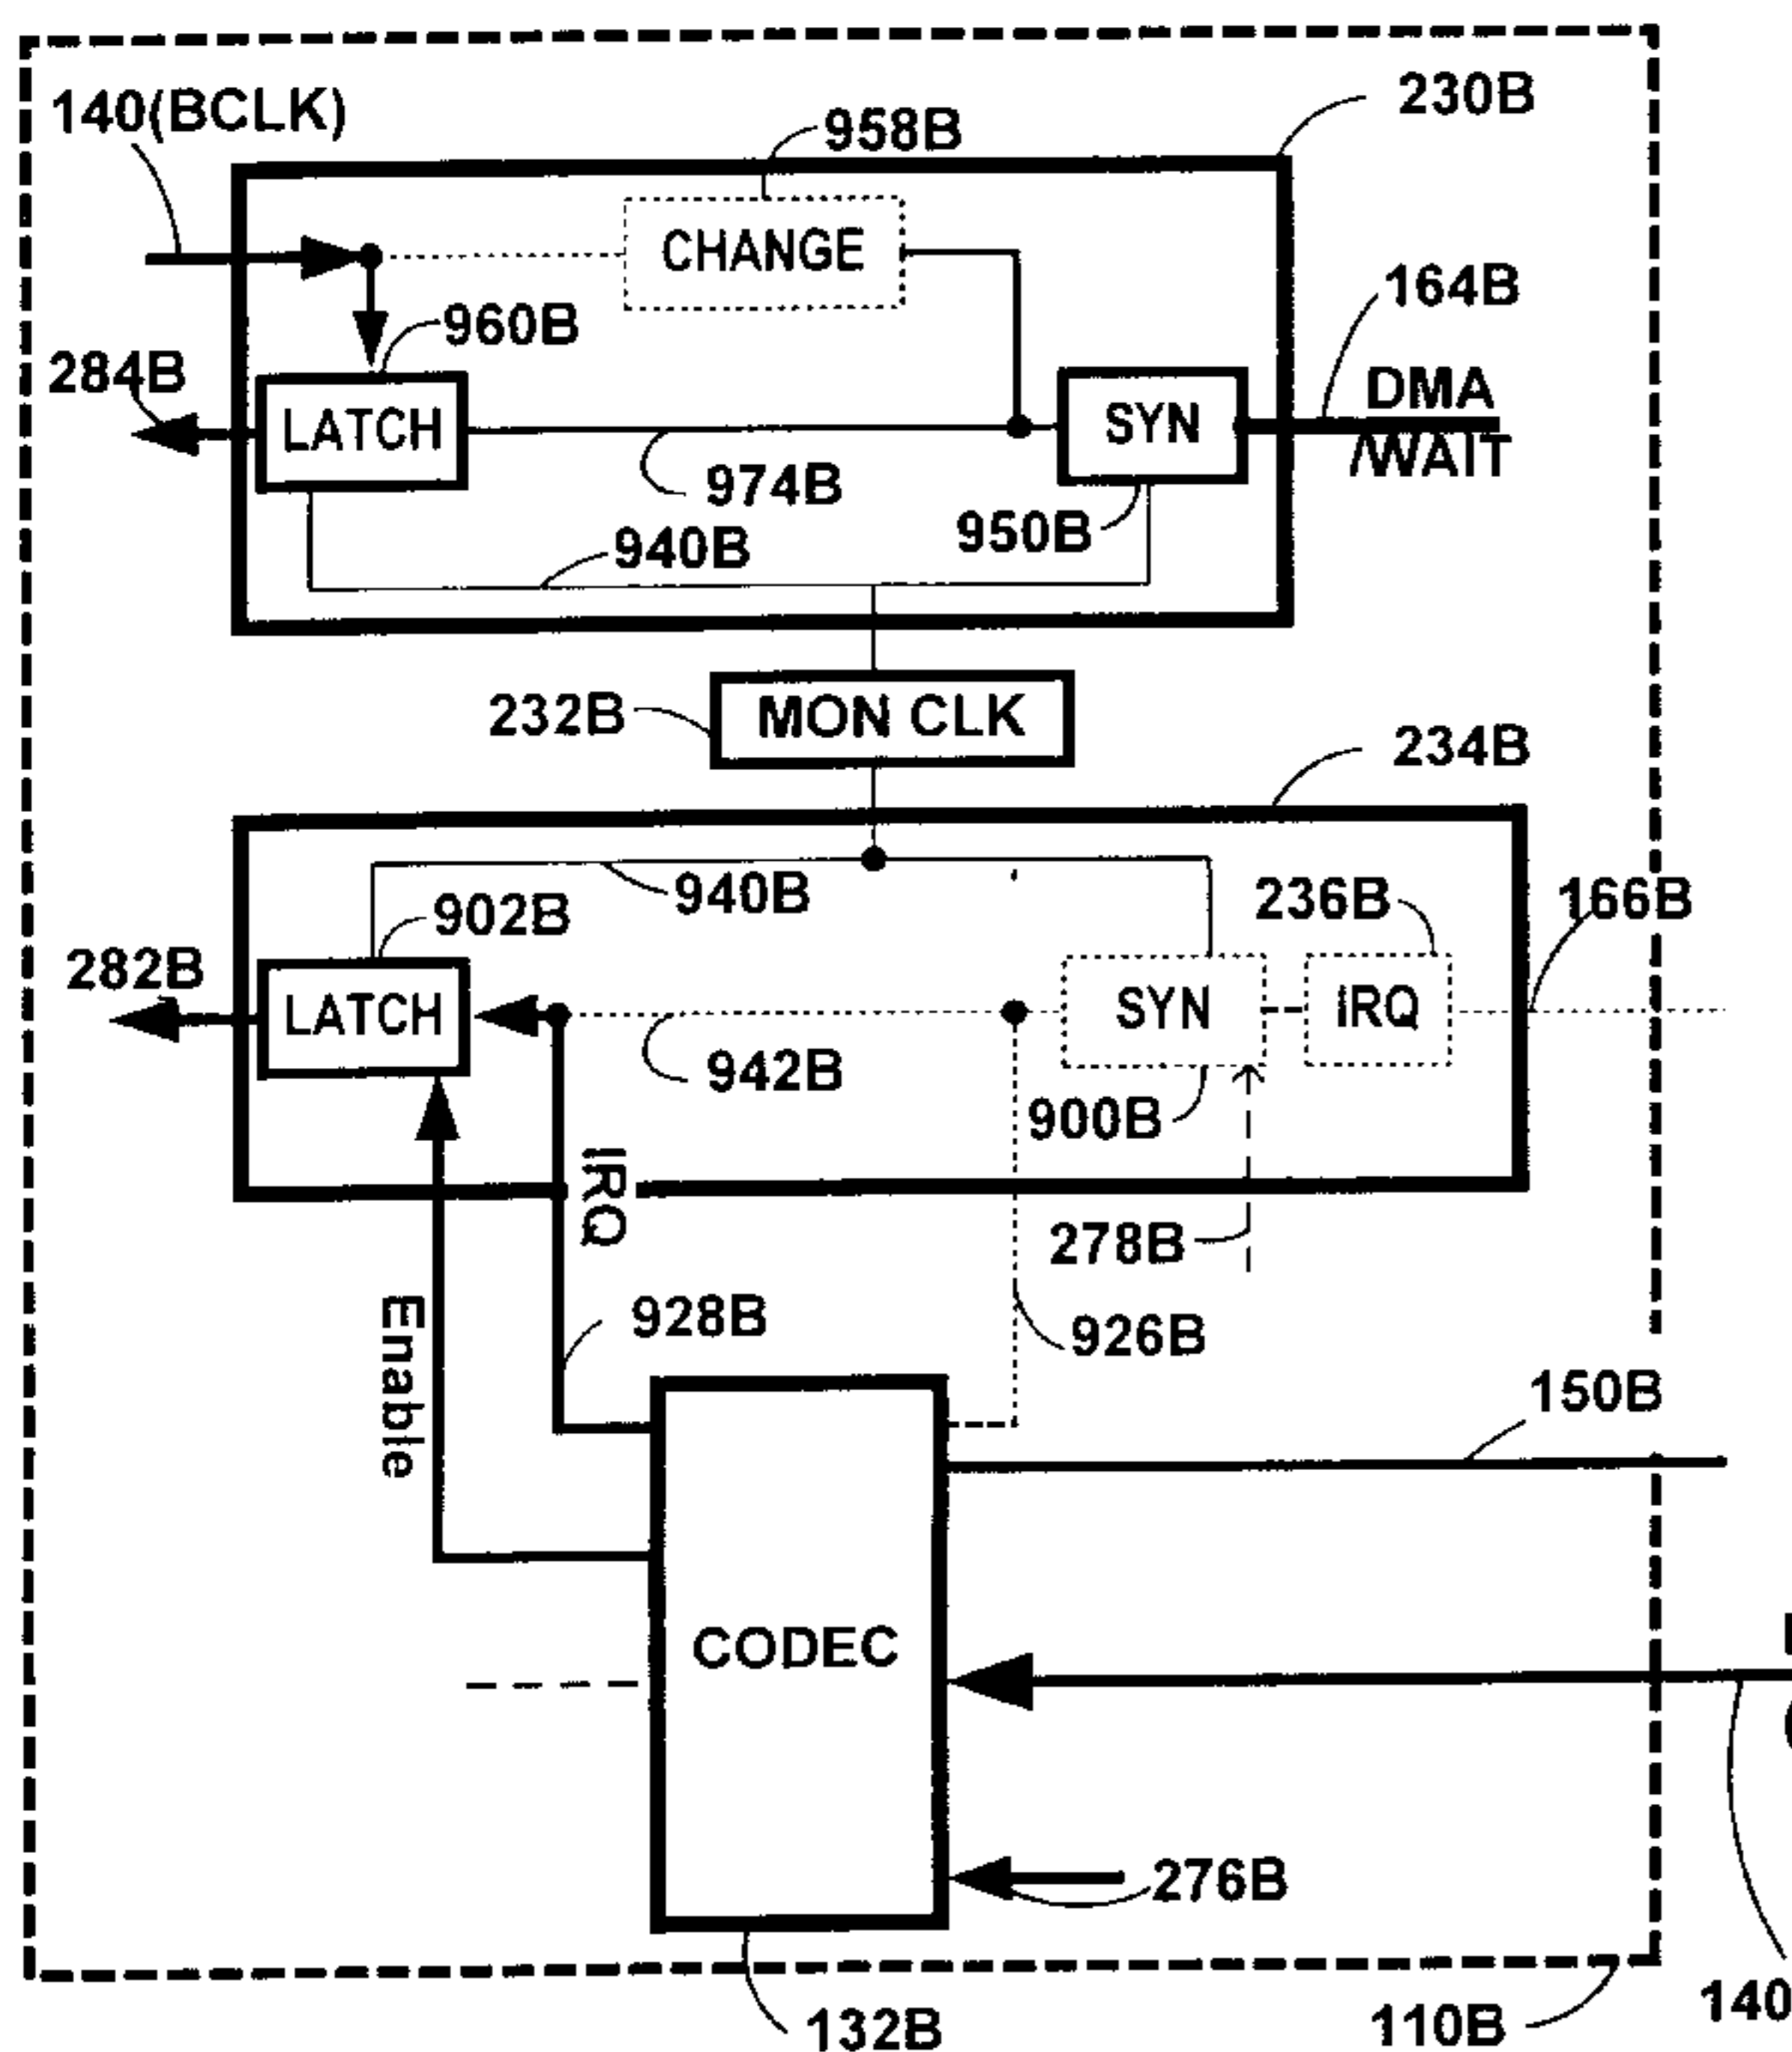 140(BCLK)
230B
958B
CHANGE
164B
960B
284B
DMA
/WAIT
LATCH
SYN
974B
950B
940B
232B
MON CLK
234B
940B
236B
166B
902B
282B
LATCH
SYN
IRQ
942B
900B
IRQ
278B
Enable
928B
926B
150B
CODEC
276B
132B
110B
140